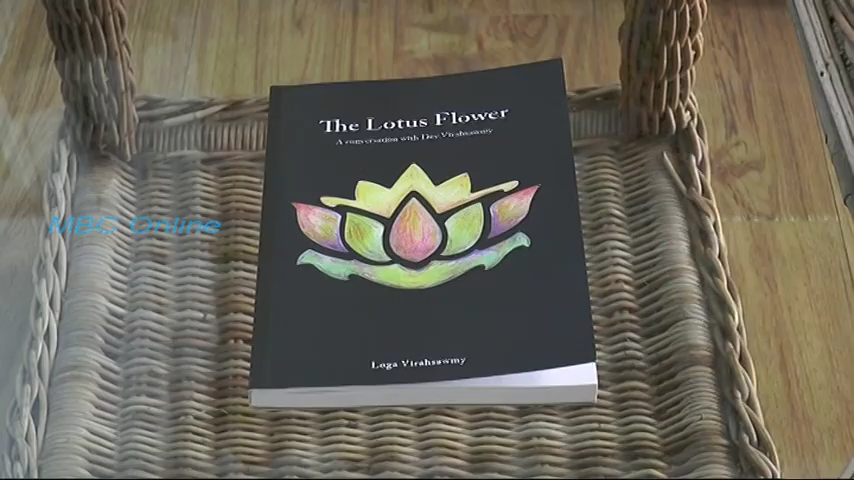 The Lotus Flower
A conversation with Dev Virahsawmy
MBC Online
Loga Virahsawmy